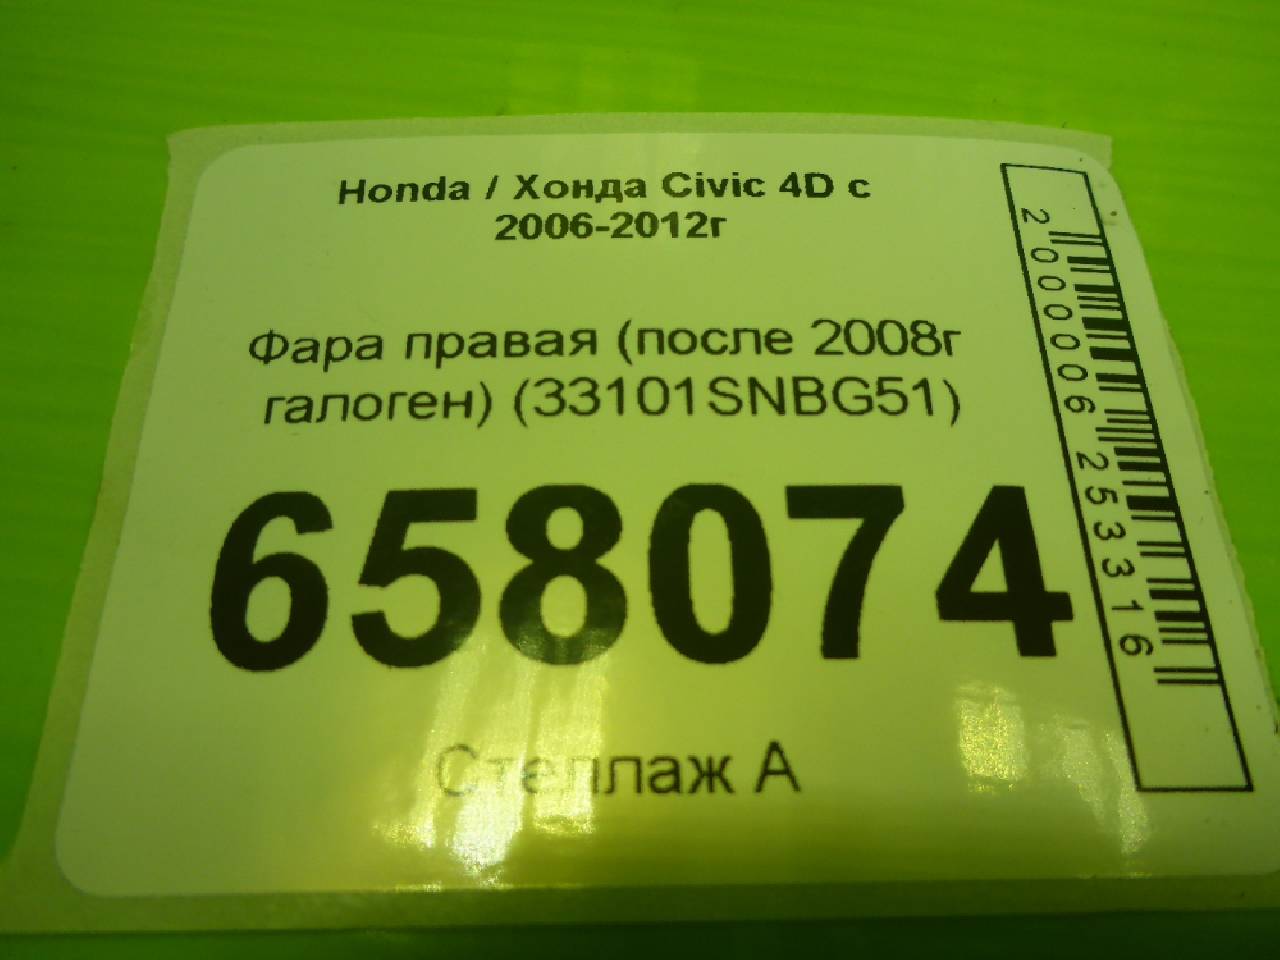 Honda / Хонда Civic 4D с
2006-2012г
Фара правая (после 2008г
галоген) (33101SNBG51)
658074
Стеллаж А
2000006253316